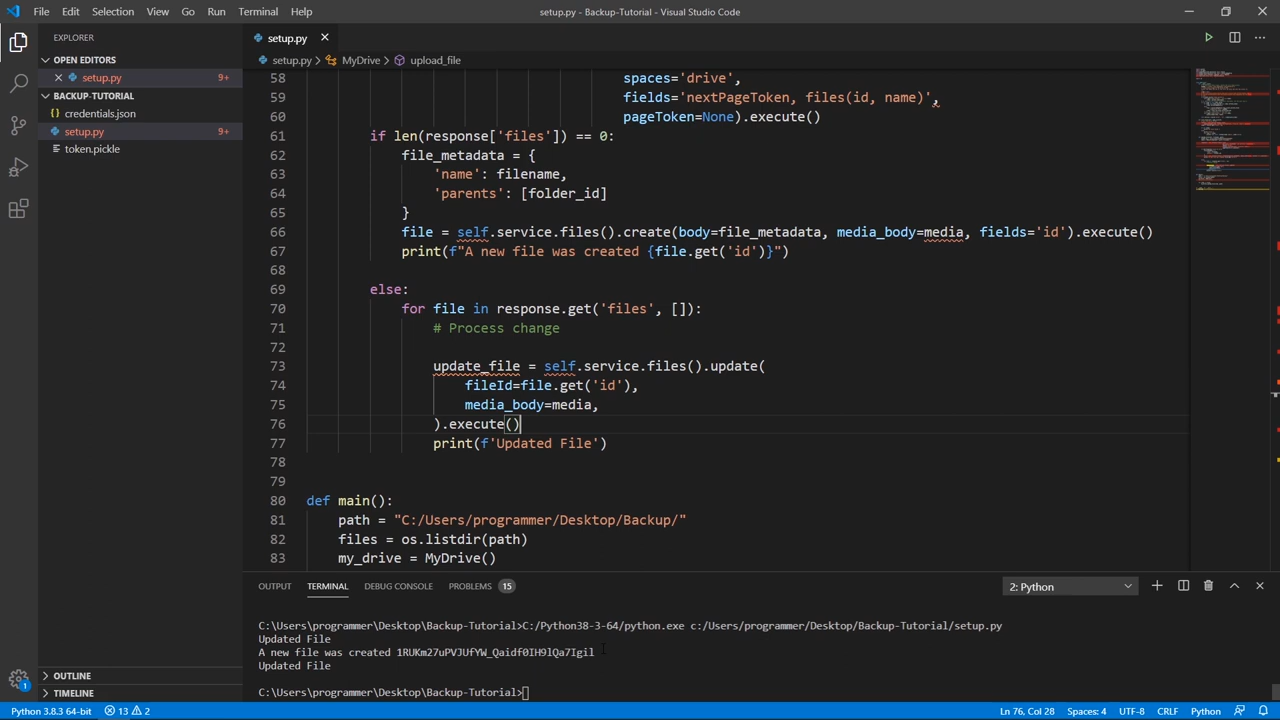 File Edit Selection View Go Run Terminal Help setup.py - Backup-Tutorial - Visual Studio Code
EXPLORER
OPEN EDITORS
setup.py 9+
BACKUP-TUTORIAL
credentials.json
setup.py 9+
token.pickle
OUTLINE
TIMELINE
setup.py
setup.py > MyDrive > upload_file
58 spaces='drive',
59 fields='nextPageToken, files(id, name)',
60 pageToken=None).execute()
61 if len(response['files']) == 0:
62 file_metadata = {
63 'name': filename,
64 'parents': [folder_id]
65 }
66 file = self.service.files().create(body=file_metadata, media_body=media, fields='id').execute()
67 print(f"A new file was created {file.get('id')}")
68
69 else:
70 for file in response.get('files', []):
71 # Process change
72
73 update_file = self.service.files().update(
74 fileId=file.get('id'),
75 media_body=media,
76 ).execute()
77 print(f'Updated File')
78
79
80 def main():
81 path = "C:/Users/programmer/Desktop/Backup/"
82 files = os.listdir(path)
83 my_drive = MyDrive()
OUTPUT TERMINAL DEBUG CONSOLE PROBLEMS 15 2: Python
C:\Users\programmer\Desktop\Backup-Tutorial>C:/Python38-3-64/python.exe c:/Users/programmer/Desktop/Backup-Tutorial/setup.py
Updated File
A new file was created 1RUKm27uPVJUfYW_Qaidf0IH9lQa7Igil
Updated File
C:\Users\programmer\Desktop\Backup-Tutorial>
1
Python 3.8.3 64-bit 13 2 Ln 76, Col 28 Spaces: 4 UTF-8 CRLF Python